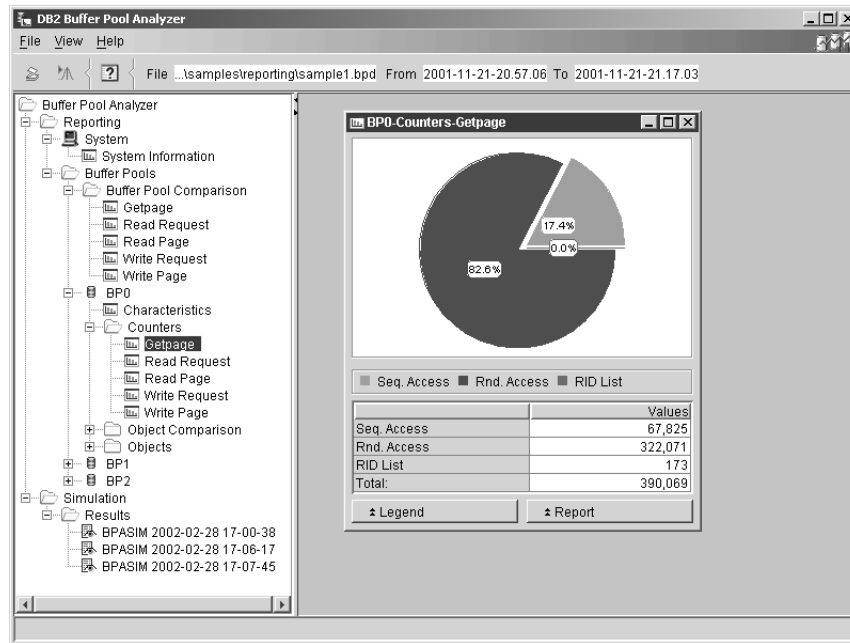 DB2 Buffer Pool Analyzer
File View Help
File ...\samples\reporting\sample1.bpd From 2001-11-21-20.57.06 To 2001-11-21-21.17.03
Buffer Pool Analyzer
Reporting
System
System Information
Buffer Pools
Buffer Pool Comparison
Getpage
Read Request
Read Page
Write Request
Write Page
BP0
Characteristics
Counters
Getpage
Read Request
Read Page
Write Request
Write Page
Object Comparison
Objects
BP1
BP2
Simulation
Results
BPASIM 2002-02-28 17-00-38
BPASIM 2002-02-28 17-06-17
BPASIM 2002-02-28 17-07-45
BP0-Counters-Getpage
17.4%
0.0%
82.6%
Seq. Access Rnd. Access RID List
Values
Seq. Access 67,825
Rnd. Access 322,071
RID List 173
Total: 390,069
Legend Report